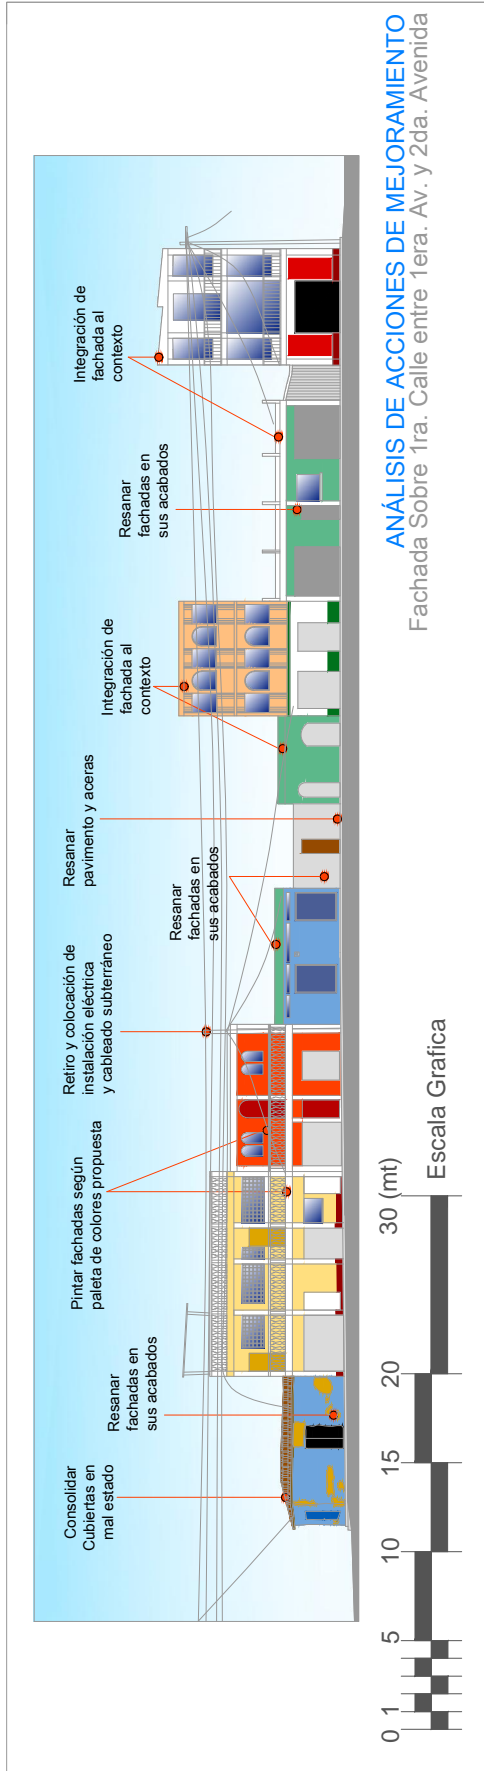 Consolidar
Cubiertas en
mal estado
Resanar
fachadas en
sus acabados
Pintar fachadas según
paleta de colores propuesta
Retiro y colocación de
instalación eléctrica
y cableado subterráneo
Resanar
fachadas en
sus acabados
Resanar
pavimento y aceras
Integración de
fachada al
contexto
Resanar
fachadas en
sus acabados
Integración de
fachada al
contexto
0 1 5 10 15 20 30 (mt)
Escala Grafica
ANÁLISIS DE ACCIONES DE MEJORAMIENTO
Fachada Sobre 1ra. Calle entre 1era. Av. y 2da. Avenida